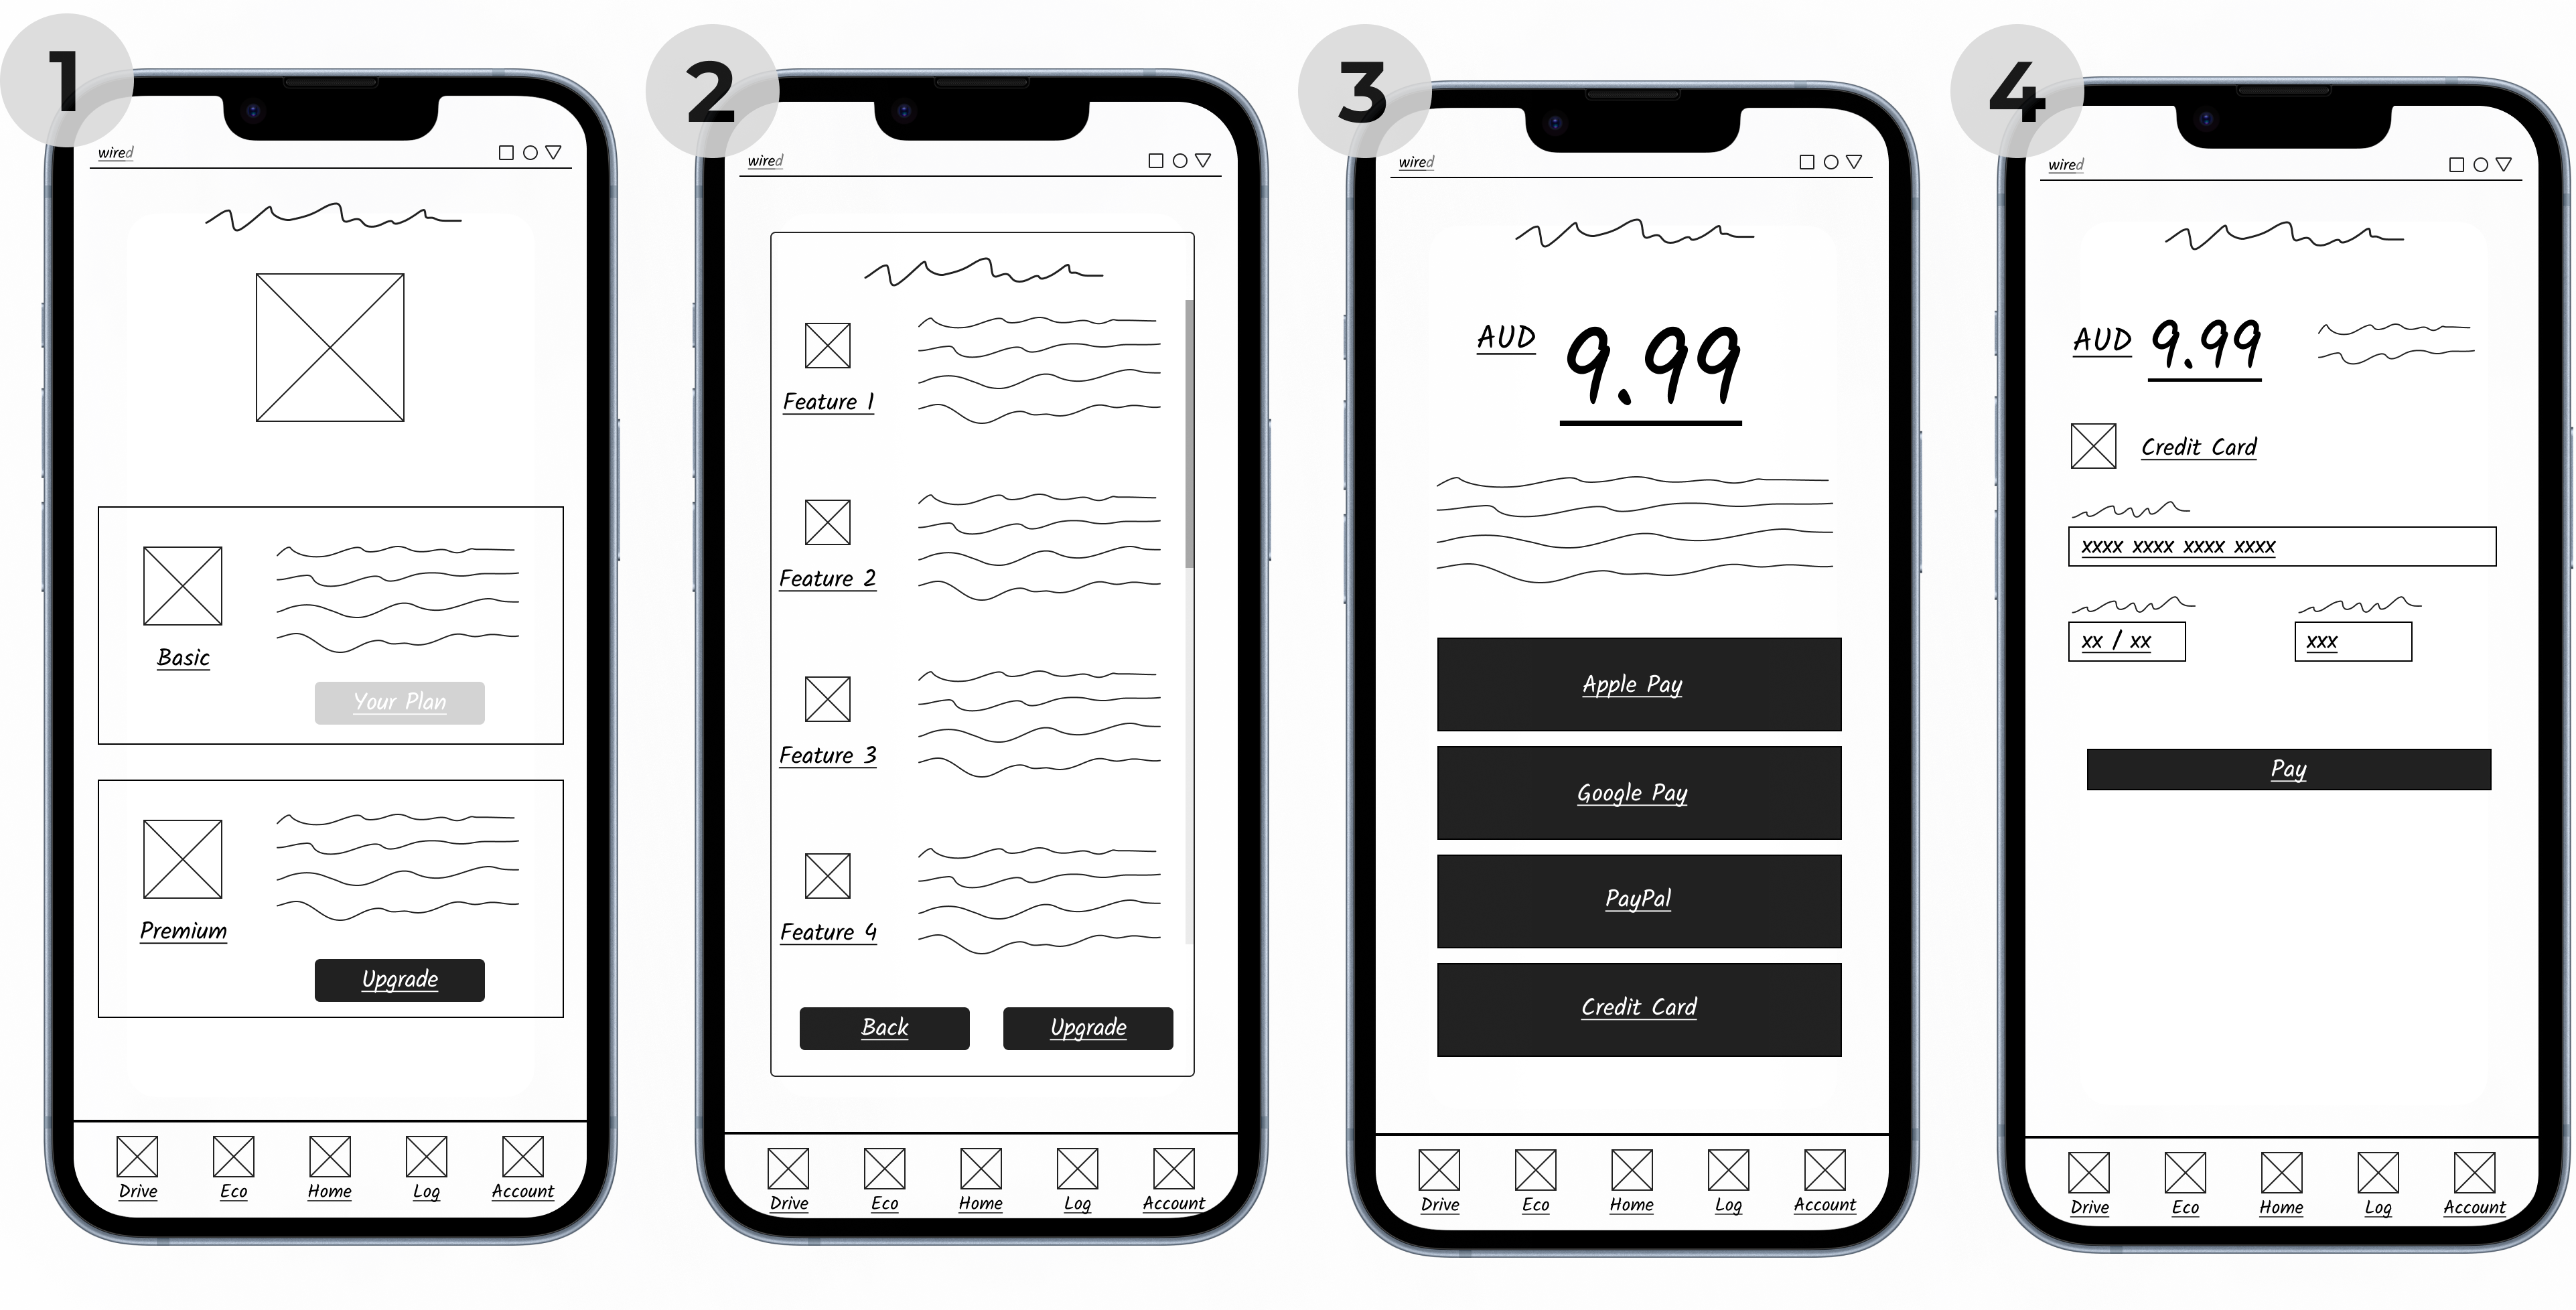 1
wired
Basic
Your Plan
Premium
Upgrade
Drive Eco Home Log Account
2
wired
Feature 1
Feature 2
Feature 3
Feature 4
Back Upgrade
Drive Eco Home Log Account
3
wired
AUD 9.99
Apple Pay
Google Pay
PayPal
Credit Card
Drive Eco Home Log Account
4
wired
AUD 9.99
Credit Card
xxxx xxxx xxxx xxxx
xx / xx xxx
Pay
Drive Eco Home Log Account